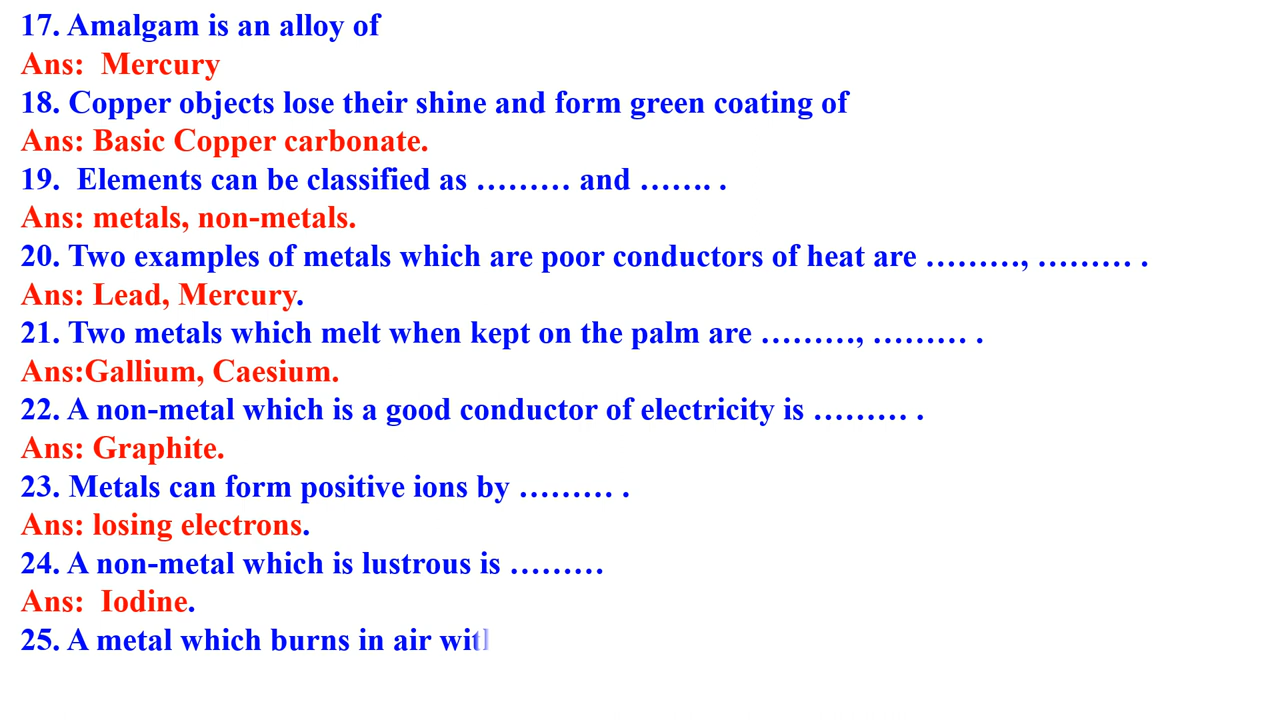 17. Amalgam is an alloy of
Ans:  Mercury
18. Copper objects lose their shine and form green coating of
Ans: Basic Copper carbonate.
19.  Elements can be classified as ……… and ……. .
Ans: metals, non-metals.
20. Two examples of metals which are poor conductors of heat are ………, ……… .
Ans: Lead, Mercury.
21. Two metals which melt when kept on the palm are ………, ……… .
Ans:Gallium, Caesium.
22. A non-metal which is a good conductor of electricity is ……… .
Ans: Graphite.
23. Metals can form positive ions by ……… .
Ans: losing electrons.
24. A non-metal which is lustrous is ………
Ans:  Iodine.
25. A metal which burns in air